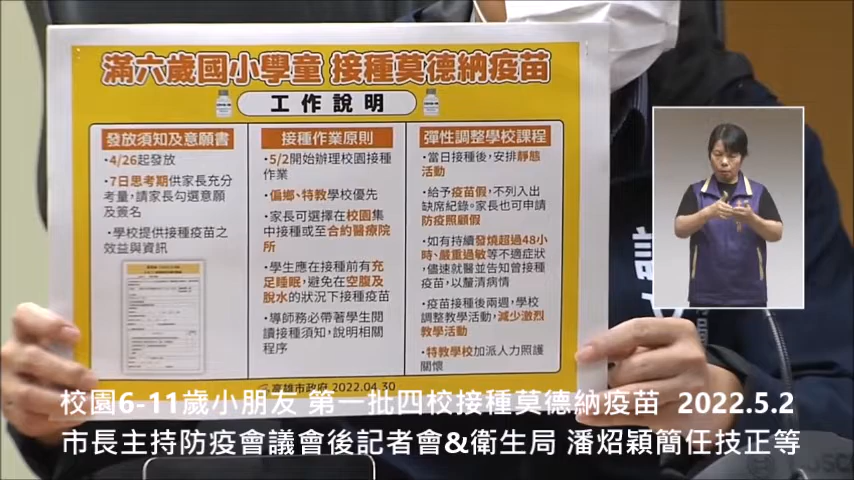 滿六歲國小學童 接種莫德納疫苗
工作說明
發放須知及意願書
•4/26起發放
•7日思考期供家長充分
考量，請家長勾選意願
及簽名
•學校提供接種疫苗之
效益與資訊
接種作業原則
•5/2開始辦理校園接種
作業
•偏鄉、特教學校優先
•家長可選擇在校園集
中接種或至合約醫療院
所
•學生應在接種前有充
足睡眠，避免在空腹及
脫水的狀況下接種疫苗
•導師務必帶著學生閱
讀接種須知，說明相關
程序
彈性調整學校課程
•當日接種後，安排靜態
活動
•給予疫苗假，不列入出
缺席紀錄。家長也可申請
防疫照顧假
•如有持續發燒超過48小
時、嚴重過敏等不適症狀
，儘速就醫並告知曾接種
疫苗，以釐清病情
•疫苗接種後兩週，學校
調整教學活動，減少激烈
教學活動
•特教學校加派人力照護
關懷
高雄市政府 2022.04.30
校園6-11歲小朋友 第一批四校接種莫德納疫苗 2022.5.2
市長主持防疫會議會後記者會&衛生局 潘炤穎簡任技正等